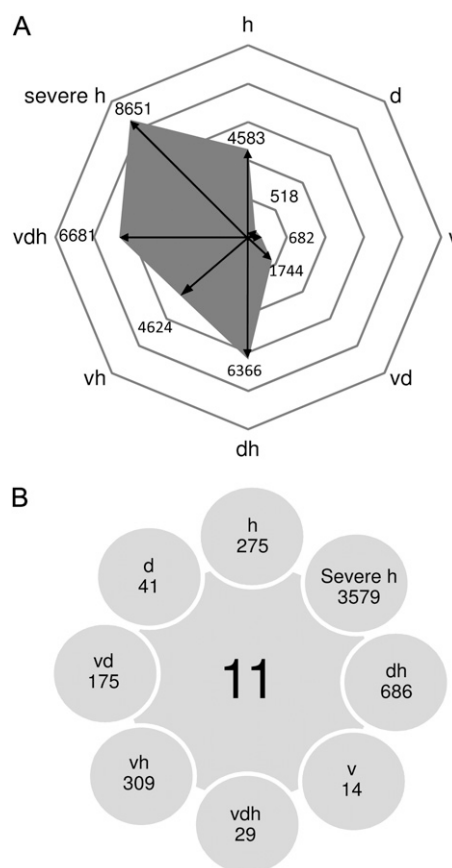 A
h
severe h
d
8651
4583
518
vdh
6681
682
v
1744
4624
6366
vh
vd
dh
B
h
275
d
41
Severe h
3579
vd
175
11
dh
686
vh
309
v
14
vdh
29